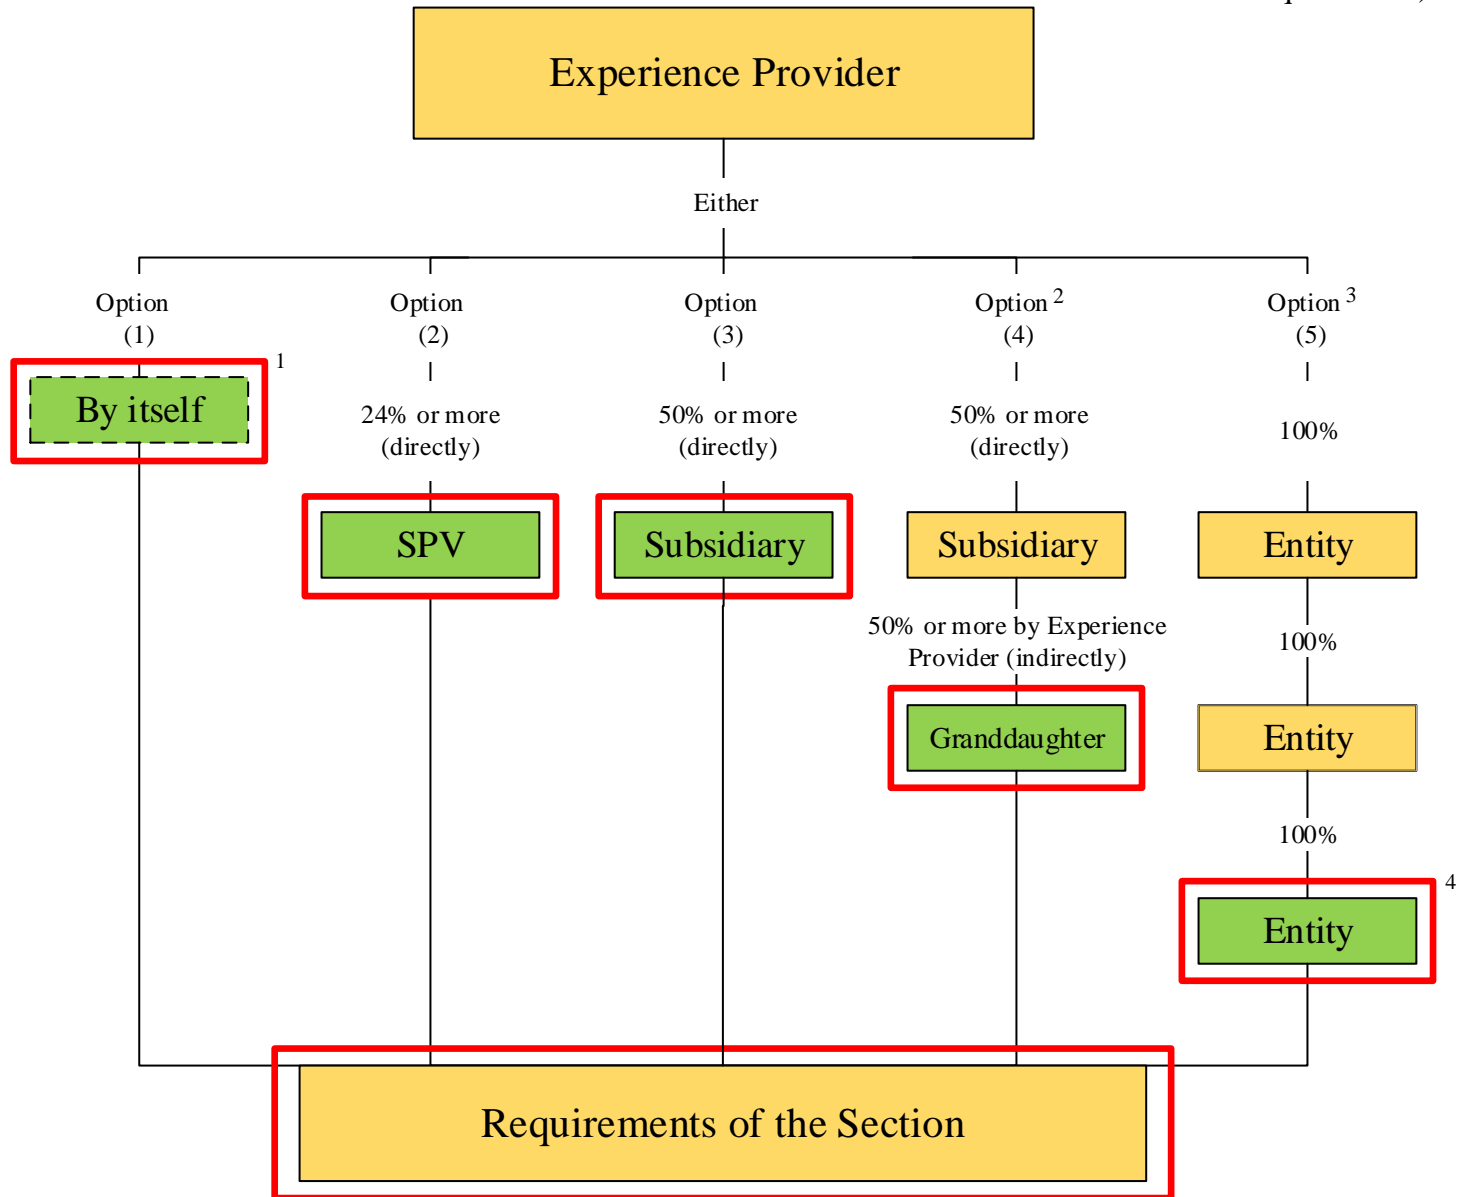 Experience Provider
Either
Option
(1)
Option
(2)
Option
(3)
Option 2
(4)
Option 3
(5)
1
By itself
24% or more
(directly)
50% or more
(directly)
50% or more
(directly)
100%
SPV
Subsidiary
Subsidiary
Entity
50% or more by Experience
Provider (indirectly)
100%
Granddaughter
Entity
100%
4
Entity
Requirements of the Section